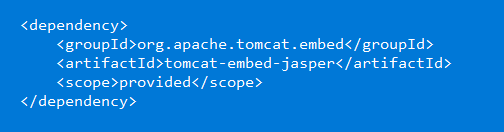 <dependency>
    <groupId>org.apache.tomcat.embed</groupId>
    <artifactId>tomcat-embed-jasper</artifactId>
    <scope>provided</scope>
</dependency>